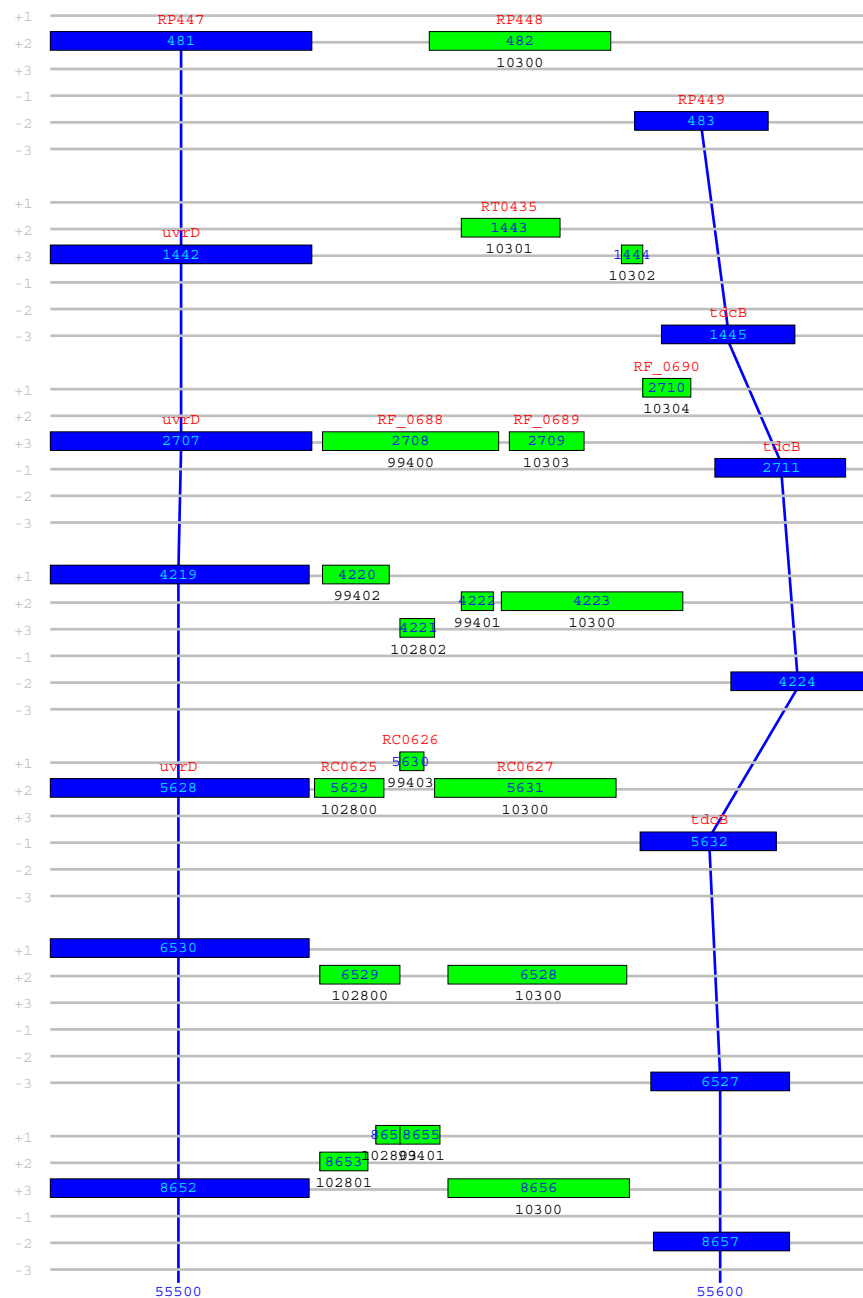 +1 RP447 RP448
+2 481 482
10300
+3
-1
RP449
-2 483
-3
+1
RT0435
+2 1443
uvrD 10301
+3 1442 1444
10302
-1
-2
tdcB
-3 1445
RF_0690
+1 2710
10304
+2
uvrD RF_0688 RF_0689
+3 2707 2708 2709
tdcB
99400 10303
-1 2711
-2
-3
+1 4219 4220
99402
+2 4222 4223
99401 10300
+3 4221
102802
-1
-2 4224
-3
RC0626
+1 5630
uvrD RC0625 99403 RC0627
+2 5628 5629 5631
102800 10300
+3
tdcB
-1 5632
-2
-3
+1 6530
+2 6529 6528
102800 10300
+3
-1
-2
-3 6527
+1 8655
99401
+2 8653
102801
+3 8652 8656
10300
-1
-2 8657
-3
55500 55600